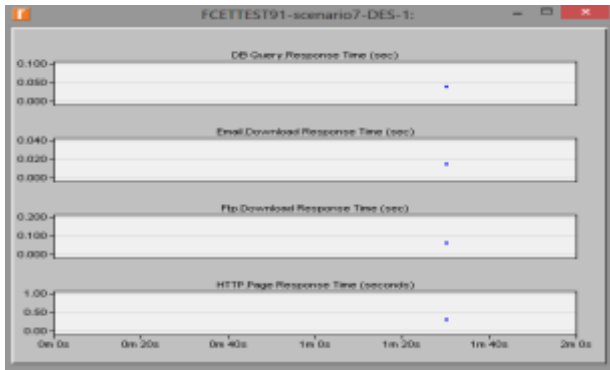 FCETTEST91-scenario7-DES-1:
DB Query.Response Time (sec)
0.100
0.050
0.000
Email.Download Response Time (sec)
0.040
0.020
0.000
Ftp.Download Response Time (sec)
0.200
0.100
0.000
HTTP.Page Response Time (seconds)
1.00
0.50
0.00
0m 0s 0m 20s 0m 40s 1m 0s 1m 20s 1m 40s 2m 0s